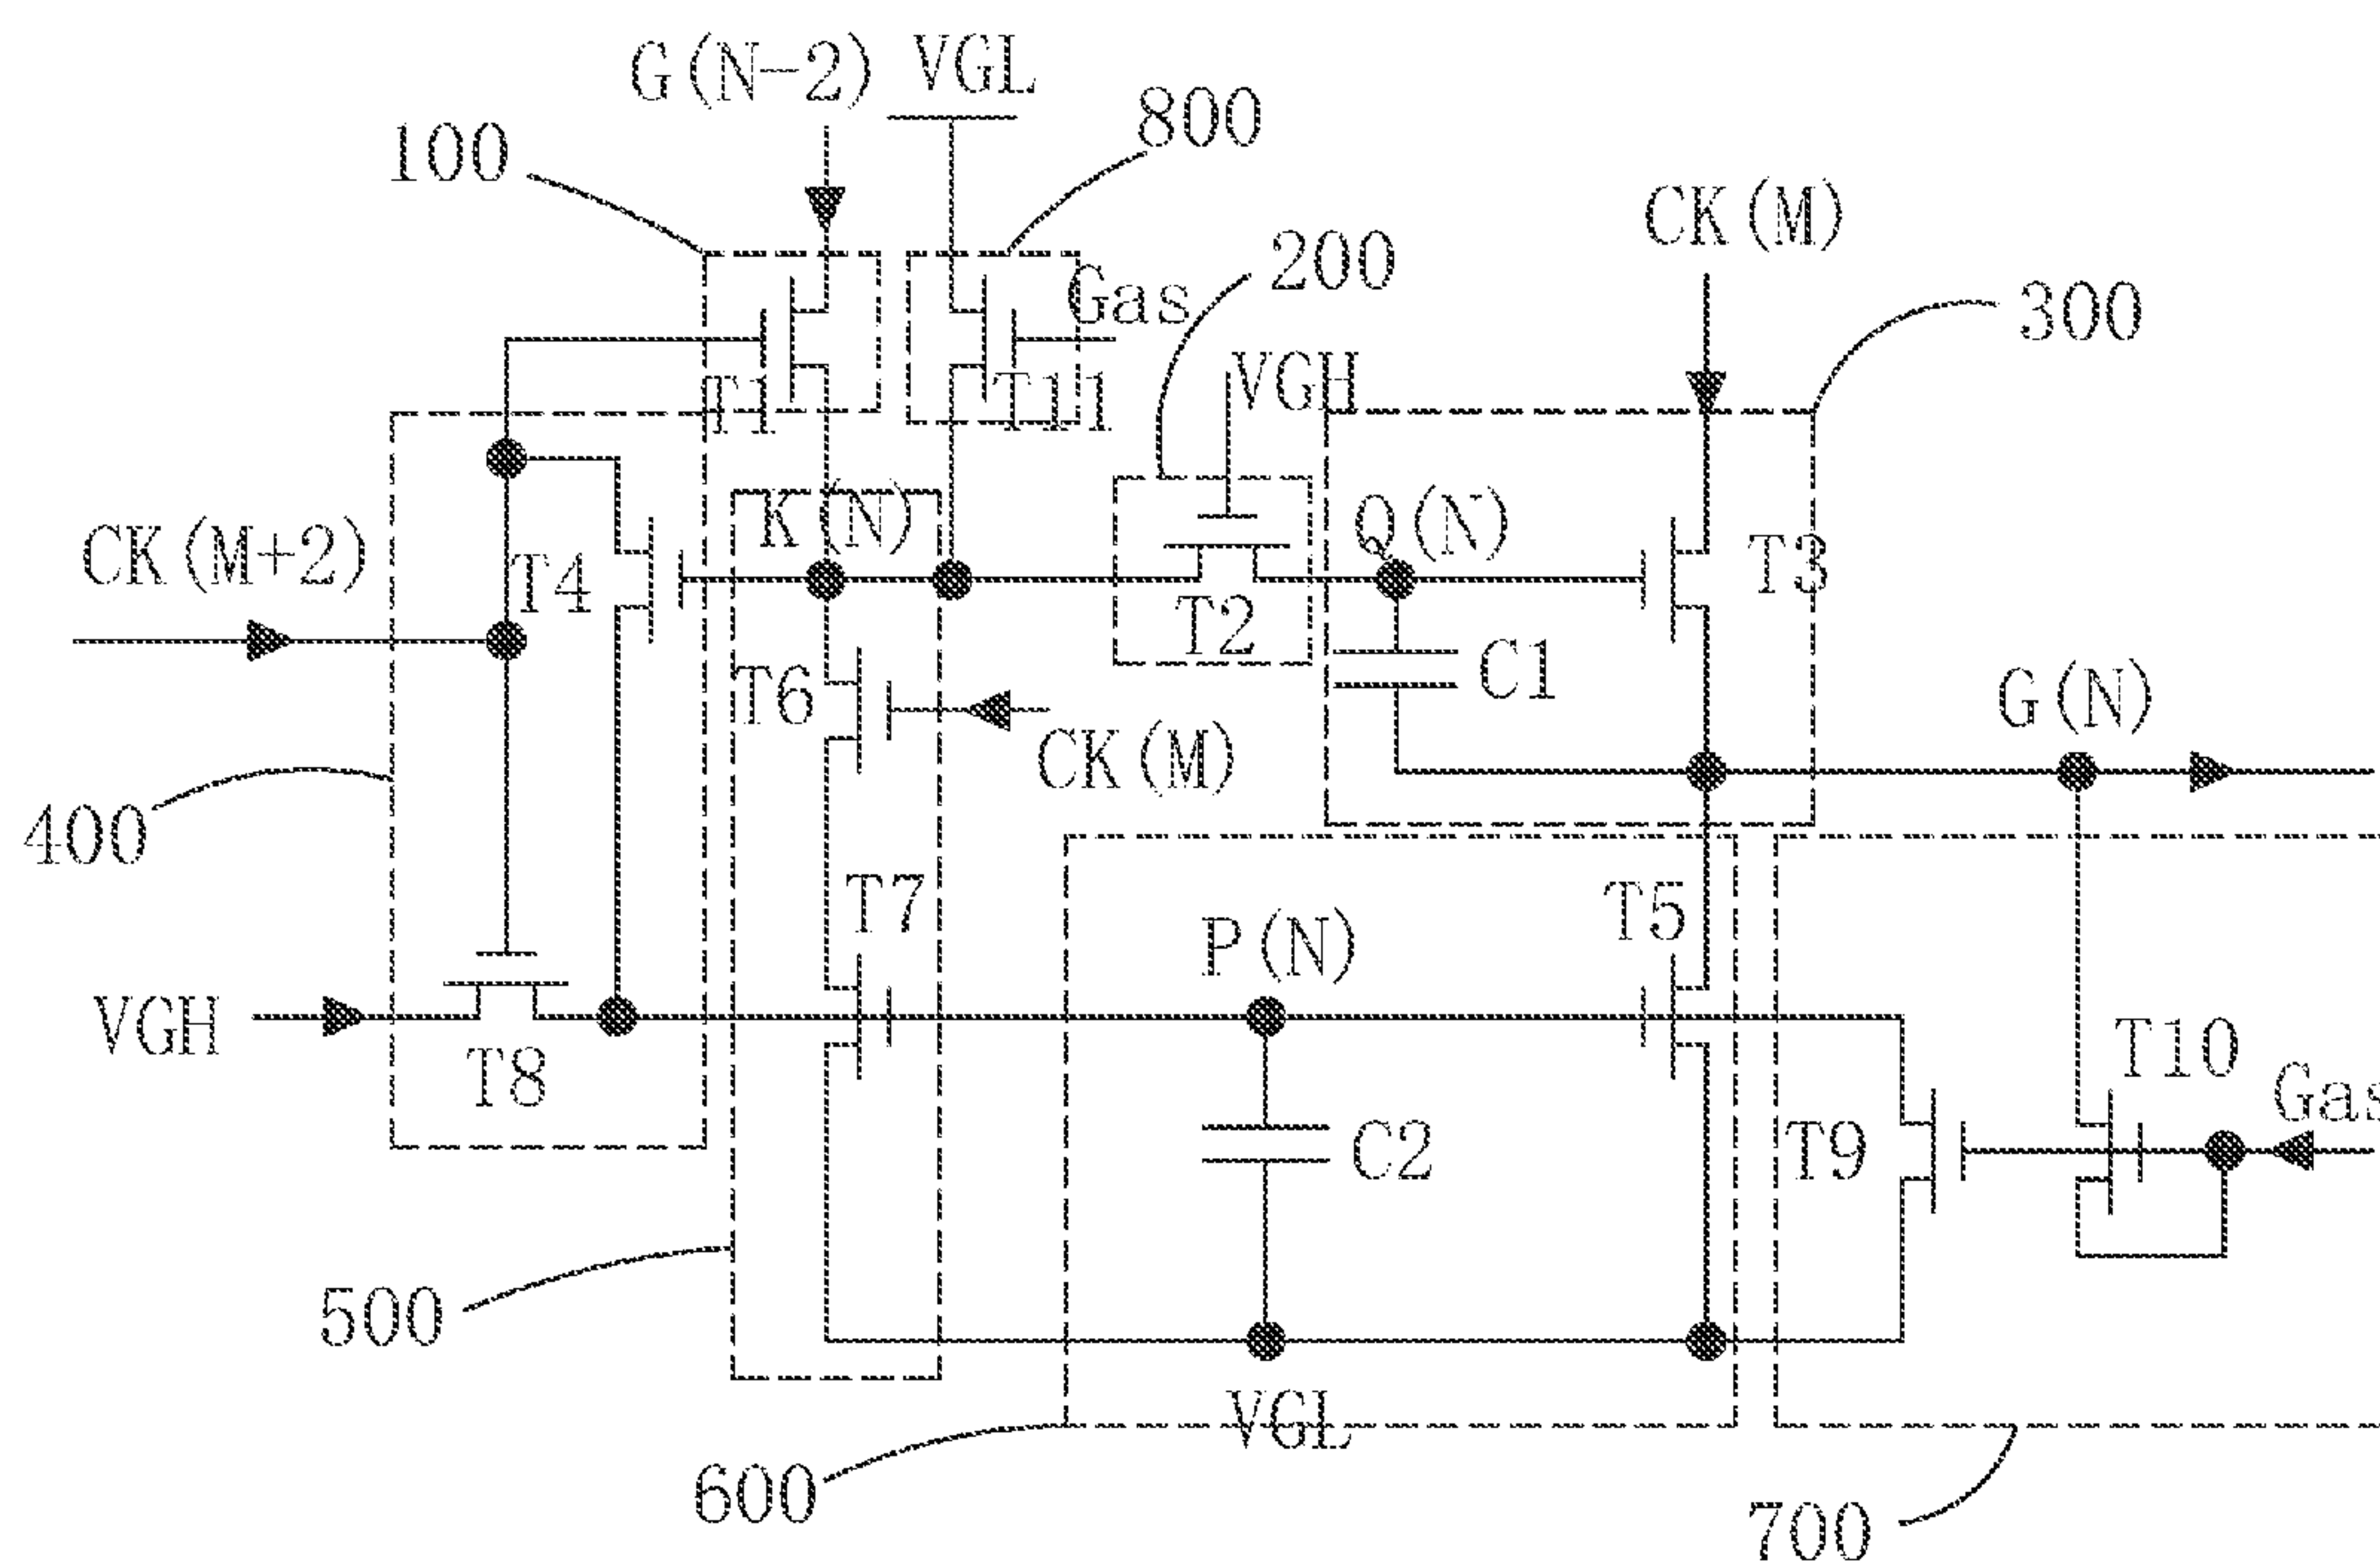 G(N-2) VGL
800
100
CK(M)
200
Gas
300
VGH
T1
T11
K(N)
Q(N)
CK(M+2)
T4
T3
T2
T6
C1
G(N)
CK(M)
400
T7
T5
P(N)
VGH
T8
T10
Gas
C2
T9
500
VGL
600
700